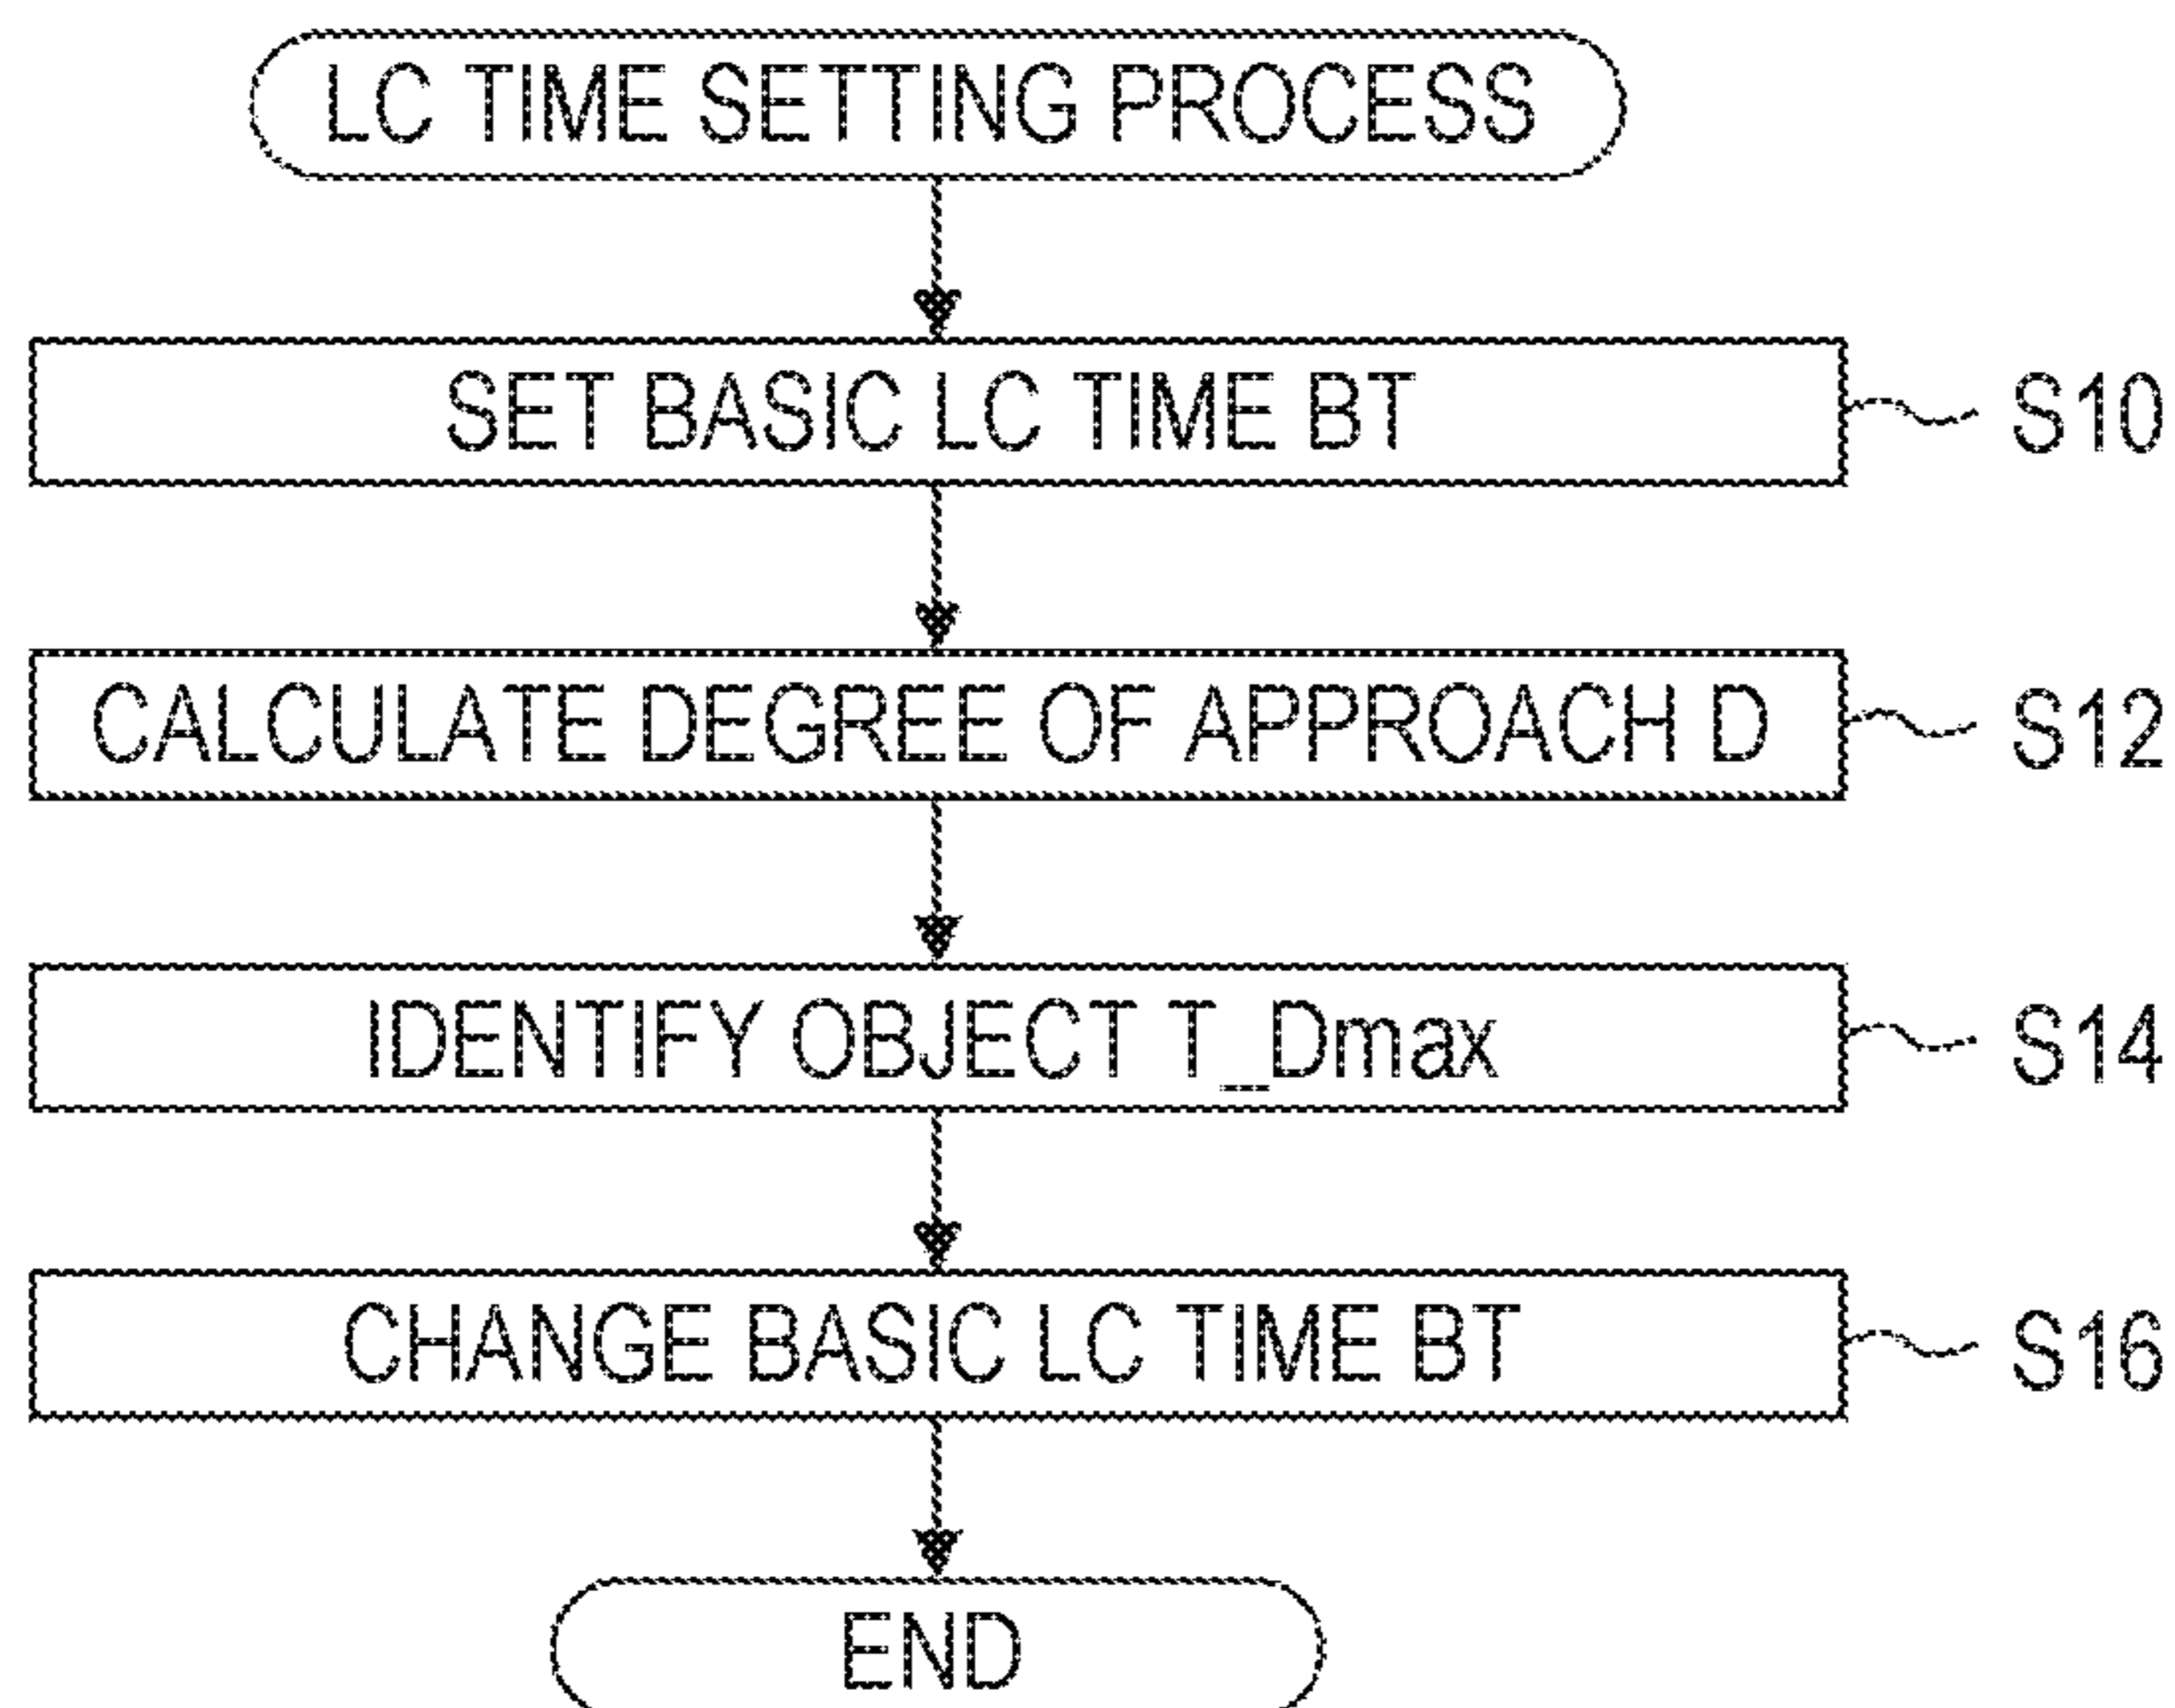 LC TIME SETTING PROCESS
SET BASIC LC TIME BT
S10
CALCULATE DEGREE OF APPROACH D
S12
IDENTIFY OBJECT T_Dmax
S14
CHANGE BASIC LC TIME BT
S16
END